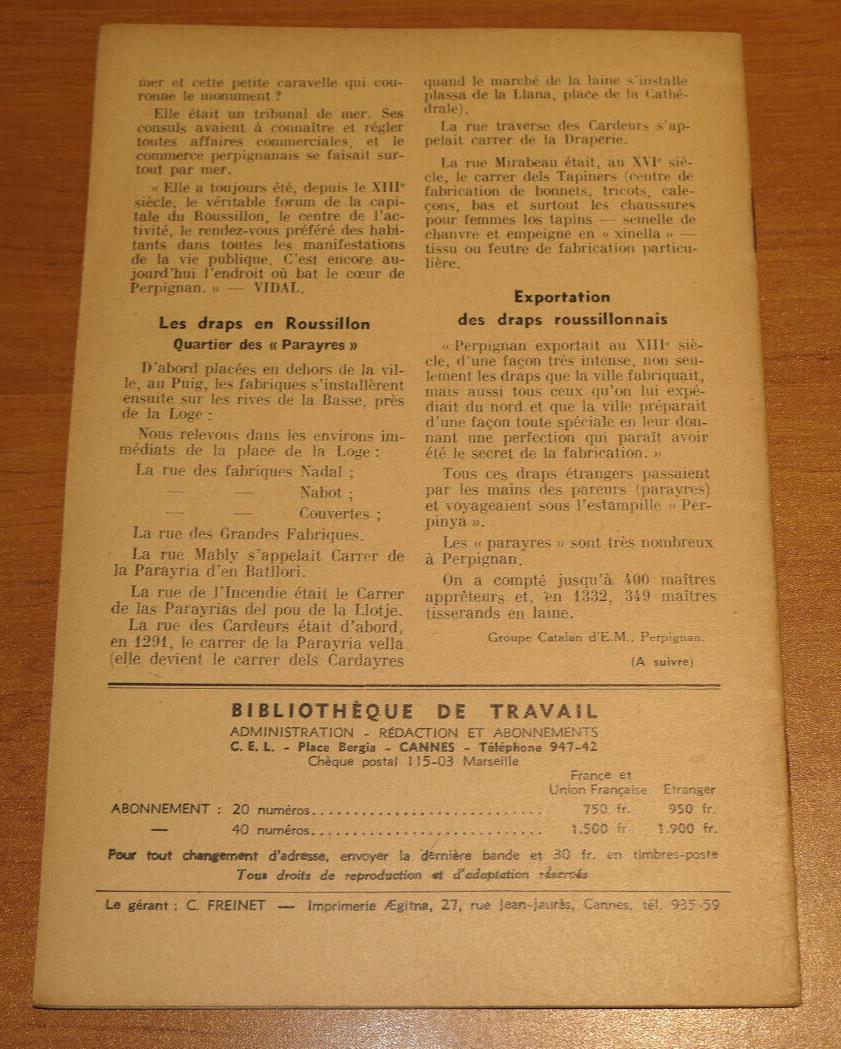 mer et cette petite caravelle qui cou-
ronne le monument ?
Elle était un tribunal de mer. Ses
consuls avaient à connaître et régler
toutes affaires commerciales, et le
commerce perpignanais se faisait sur-
tout par mer.
« Elle a toujours été, depuis le XIIIe
siècle, le véritable forum de la capi-
tale du Roussillon, le centre de l'ac-
tivité, le rendez-vous préféré des habi-
tants dans toutes les manifestations
de la vie publique. C'est encore au-
jourd'hui l'endroit où bat le cœur de
Perpignan. » — VIDAL.
Les draps en Roussillon
Quartier des « Parayres »
D'abord placées en dehors de la vil-
le, au Puig, les fabriques s'installèrent
ensuite sur les rives de la Basse, près
de la Loge :
Nous relevons dans les environs im-
médiats de la place de la Loge :
La rue des fabriques Nadal ;
— — Nabot ;
— — Couvertes ;
La rue des Grandes Fabriques.
La rue Mably s'appelait Carrer de
la Parayria d'en Batllori.
La rue de l'Incendie était le Carrer
de las Parayrias del pou de la Llotje.
La rue des Cardeurs était d'abord,
en 1291, le carrer de la Parayria vella
(elle devient le carrer dels Cardayres
quand le marché de la laine s'installe
plassa de la Llana, place de la Cathé-
drale).
La rue traverse des Cardeurs s'ap-
pelait carrer de la Draperie.
La rue Mirabeau était, au XVIe siè-
cle, le carrer dels Tapiners (centre de
fabrication de bonnets, tricots, cale-
çons, bas et surtout les chaussures
pour femmes los tapins — semelle de
chanvre et empeigne en « xinella » —
tissu ou feutre de fabrication particu-
lière.
Exportation
des draps roussillonnais
« Perpignan exportait au XIIIe siè-
cle, d'une façon très intense, non seu-
lement les draps que la ville fabriquait,
mais aussi tous ceux qu'on lui expé-
diait du nord et que la ville préparait
d'une façon toute spéciale en leur don-
nant une perfection qui paraît avoir
été le secret de la fabrication. »
Tous ces draps étrangers passaient
par les mains des pareurs (parayres)
et voyageaient sous l'estampille « Per-
pinya ».
Les « parayres » sont très nombreux
à Perpignan.
On a compté jusqu'à 400 maîtres
apprêteurs et, en 1332, 349 maîtres
tisserands en laine.
Groupe Catalan d'E.M., Perpignan.
(A suivre)
BIBLIOTHÈQUE DE TRAVAIL
ADMINISTRATION - RÉDACTION ET ABONNEMENTS
C. E. L. - Place Bergia - CANNES - Téléphone 947-42
Chèque postal 115-03 Marseille
France et
Union Française Etranger
ABONNEMENT : 20 numéros............................ 750 fr. 950 fr.
— 40 numéros............................ 1.500 fr 1.900 fr.
Pour tout changement d'adresse, envoyer la dernière bande et 30 fr. en timbres-poste
Tous droits de reproduction et d'adaptation réservés
Le gérant : C. FREINET — Imprimerie Ægitna, 27, rue Jean-Jaurès, Cannes, tél. 935-59